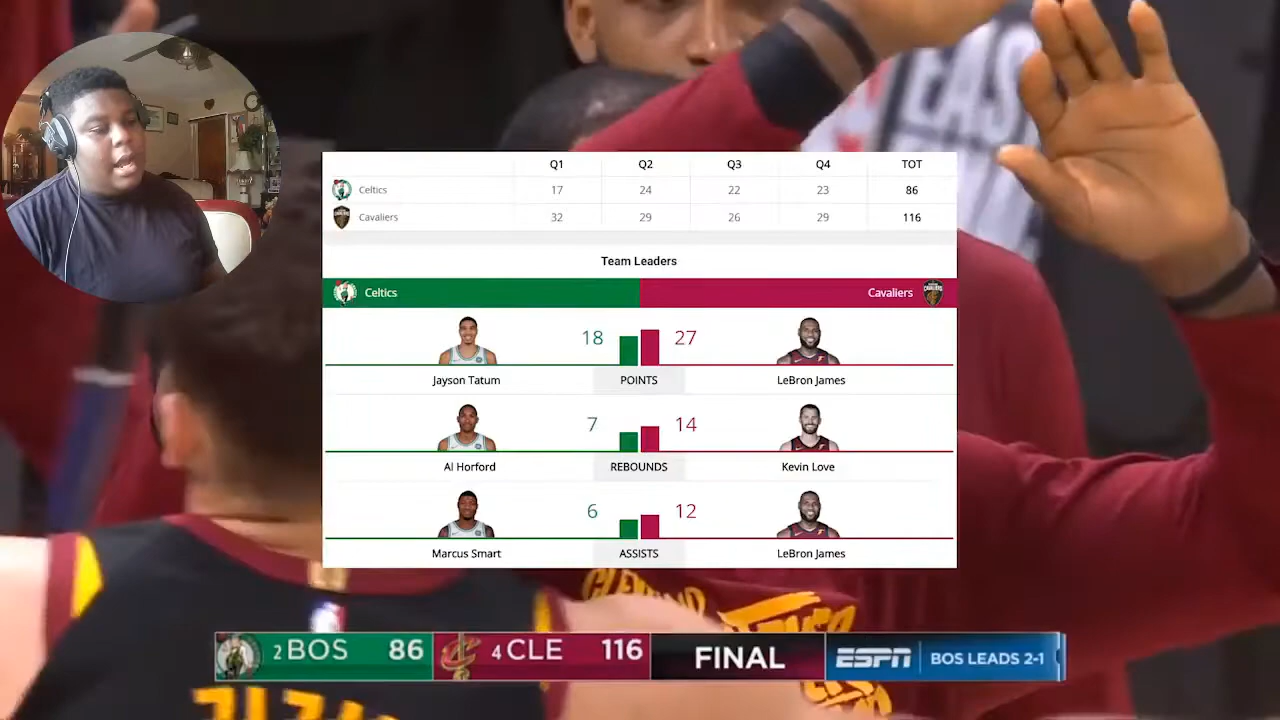 EAS
Q1 Q2 Q3 Q4 TOT
Celtics 17 24 22 23 86
Cavaliers 32 29 26 29 116
Team Leaders
Celtics Cavaliers
18 27
Jayson Tatum POINTS LeBron James
7 14
Al Horford REBOUNDS Kevin Love
6 12
Marcus Smart ASSISTS LeBron James
2 BOS 86 4 CLE 116 FINAL ESPN BOS LEADS 2-1